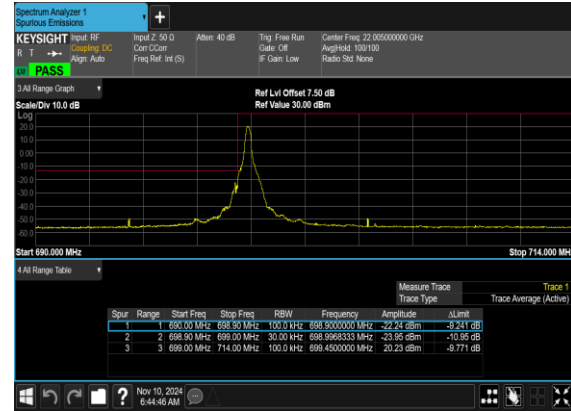 Spectrum Analyzer 1
Spurious Emissions
KEYSIGHT Input: RF Input Z: 50 Ω Atten: 40 dB Trig: Free Run Center Freq: 22.005000000 GHz
R T Coupling: DC Corr CCorr Gate: Off Avg|Hold: 100/100
Align: Auto Freq Ref: Int (S) IF Gain: Low Radio Std: None
PASS
3 All Range Graph
Ref Lvl Offset 7.50 dB
Scale/Div 10.0 dB Ref Value 30.00 dBm
Log
20.0
10.0
0.00
-10.0
-20.0
-30.0
-40.0
-50.0
-60.0
Start 690.000 MHz Stop 714.000 MH
4 All Range Table
Measure Trace Trace 1
Trace Type Trace Average (Active)
Spur Range Start Freq Stop Freq RBW Frequency Amplitude ΔLimit
1 1 690.00 MHz 698.90 MHz 100.0 kHz 698.9000000 MHz -22.24 dBm -9.241 dB
2 2 698.90 MHz 699.00 MHz 30.00 kHz 698.9968333 MHz -23.95 dBm -10.95 dB
3 3 699.00 MHz 714.00 MHz 100.0 kHz 699.4500000 MHz 20.23 dBm -9.771 dB
Nov 10, 2024
6:44:46 AM